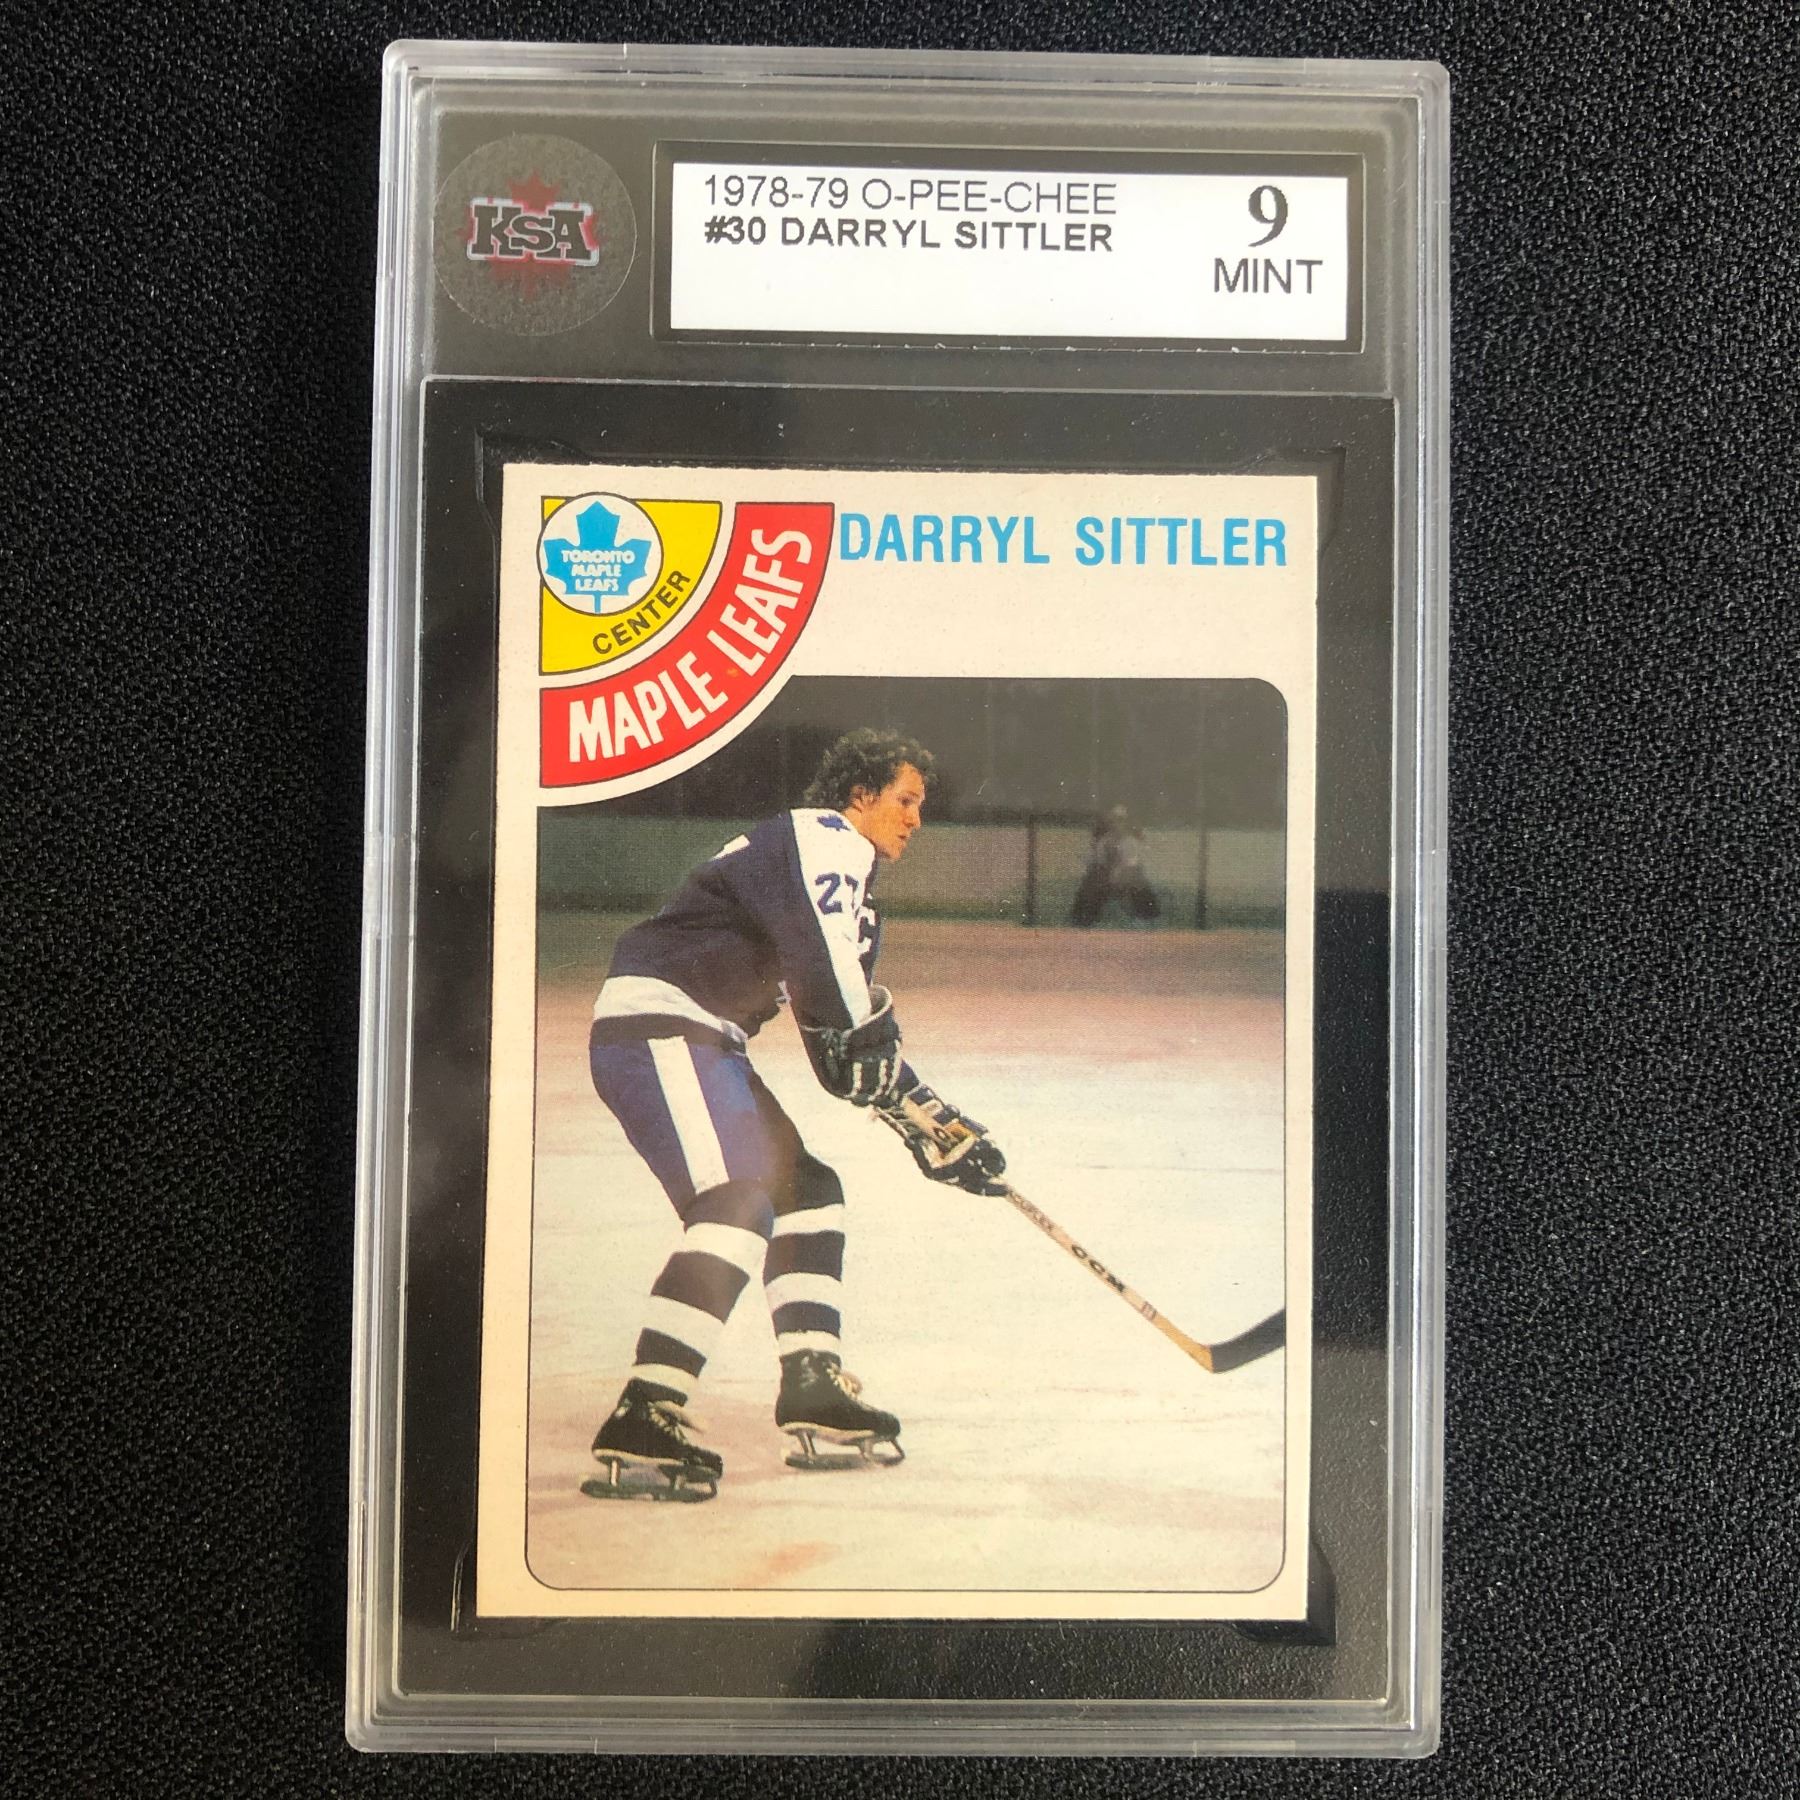 KSA
1978-79 O-PEE-CHEE
#30 DARRYL SITTLER
9
MINT
DARRYL SITTLER
TORONTO
MAPLE
LEAFS
CENTER
MAPLE LEAFS
27
C
CCM